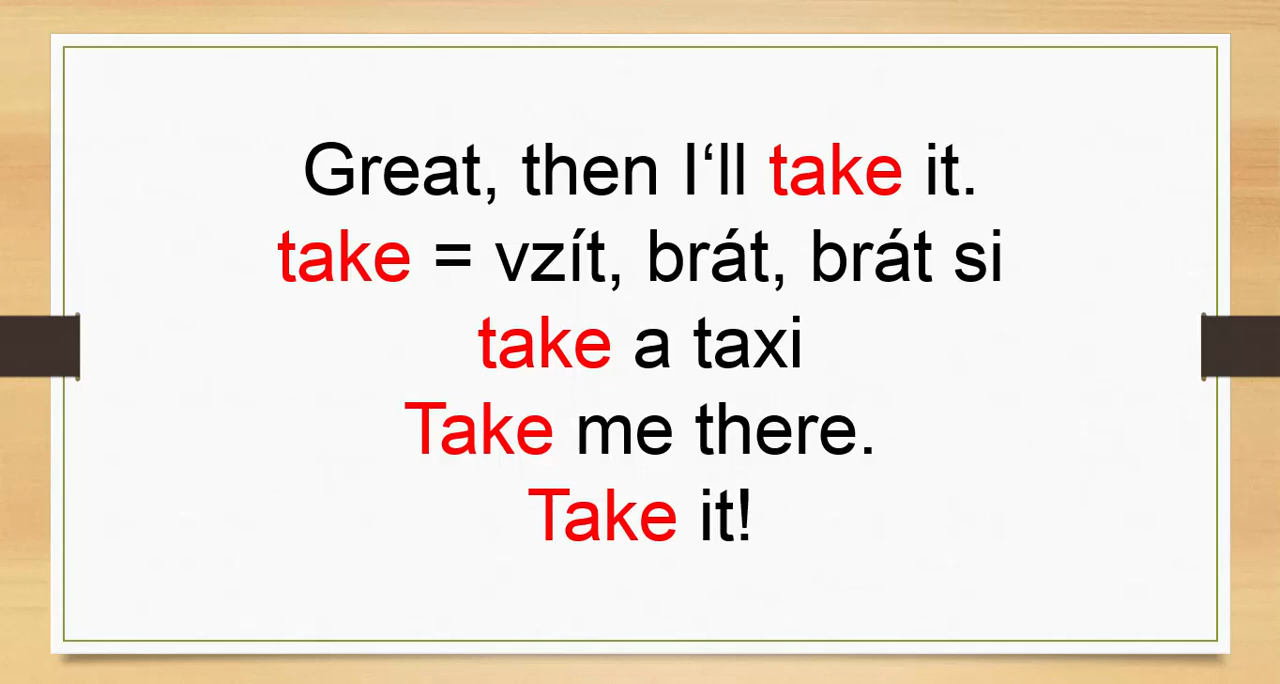 Great, then I‘ll take it.
take = vzít, brát, brát si
take a taxi
Take me there.
Take it!